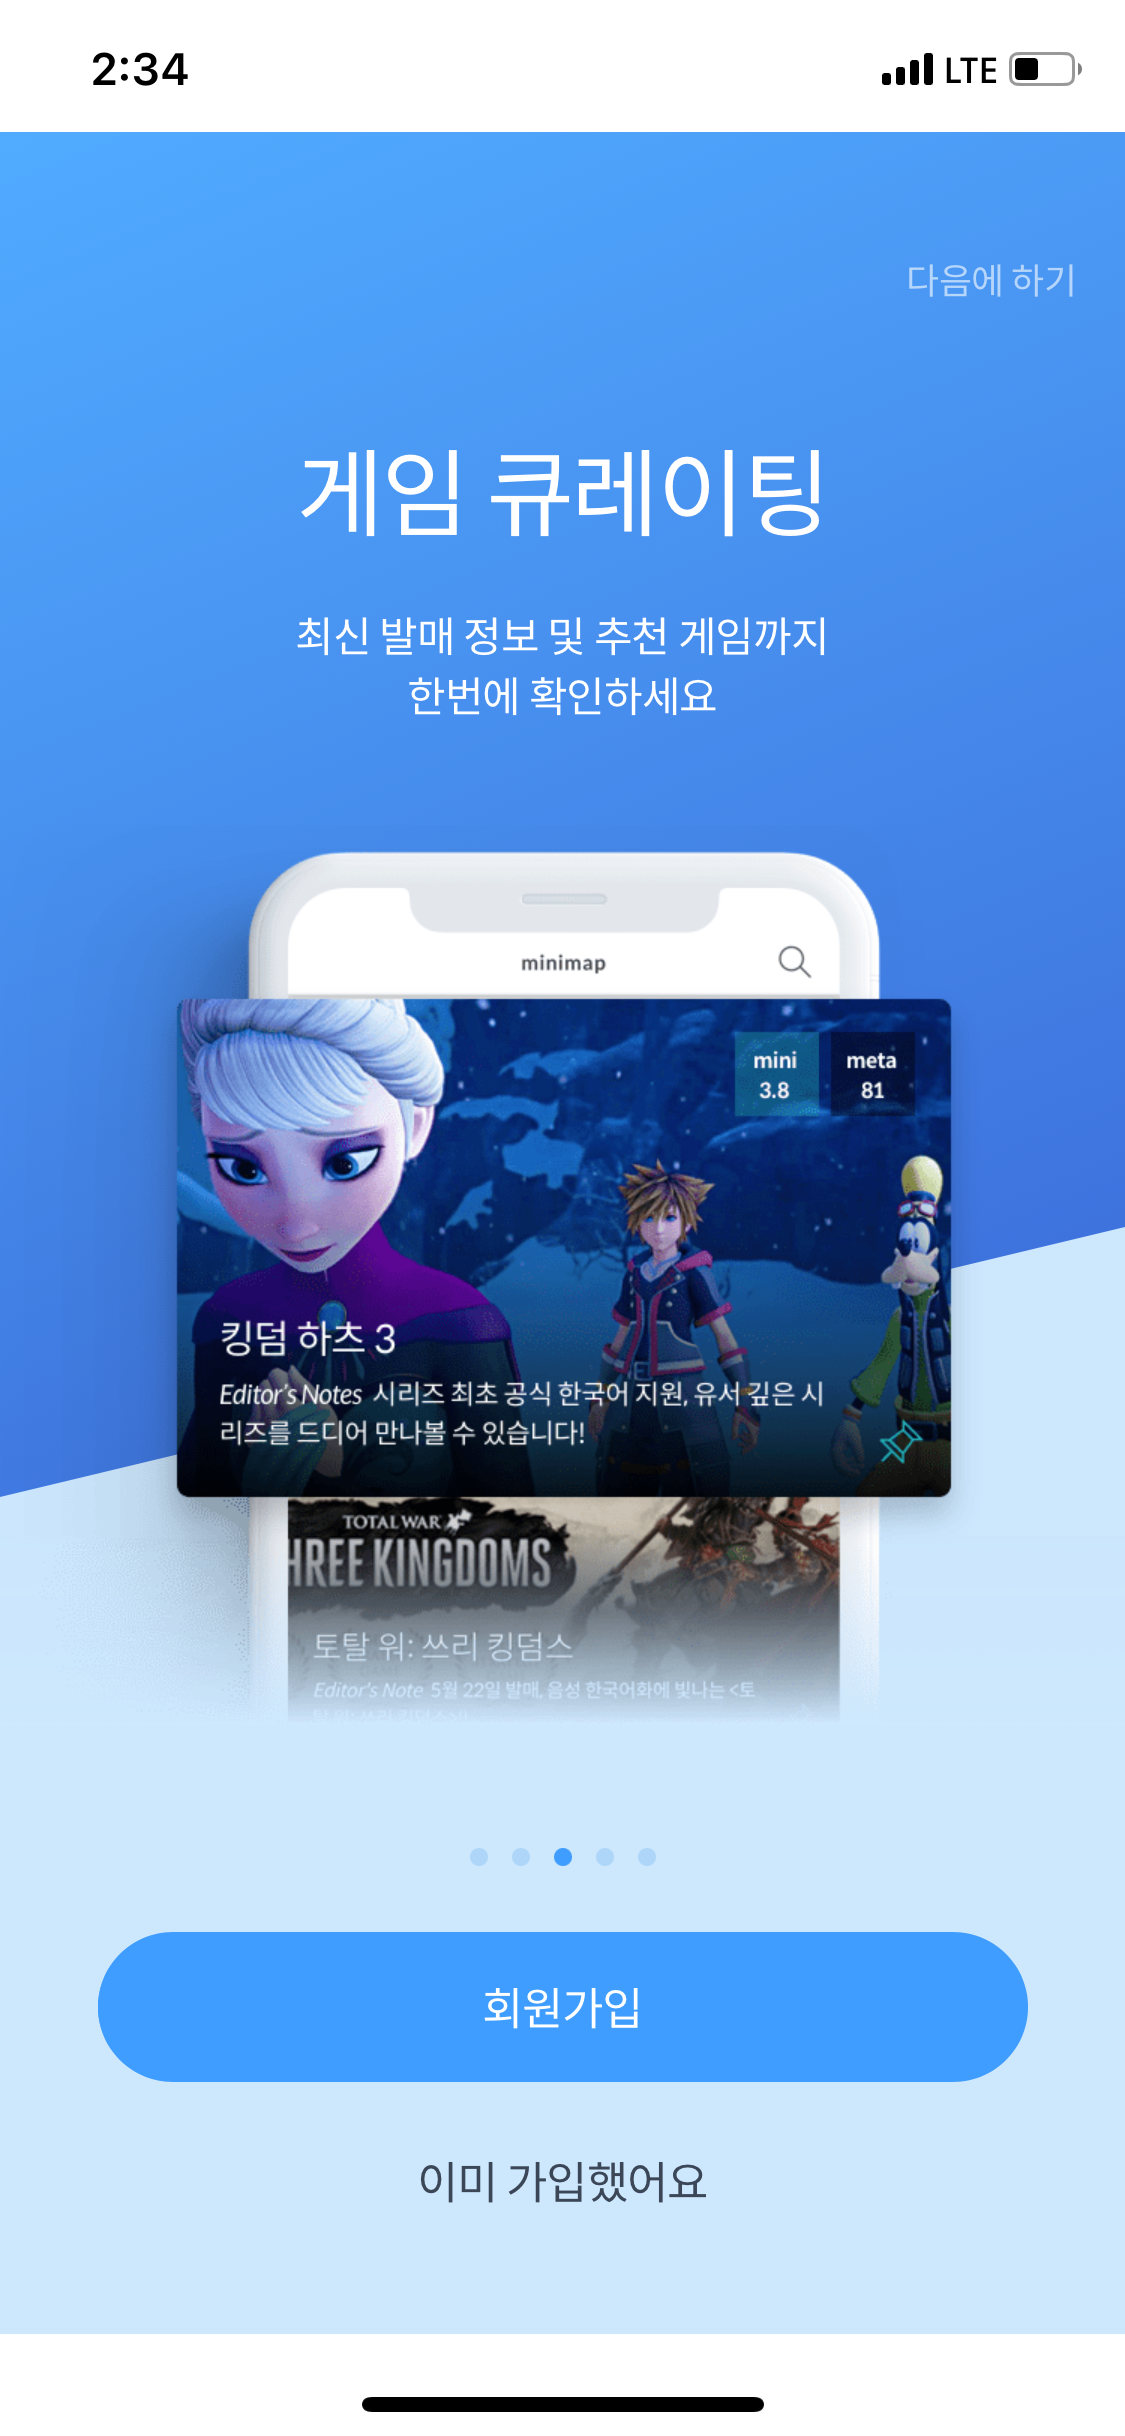 2:34
LTE
다음에 하기
게임 큐레이팅
최신 발매 정보 및 추천 게임까지
한번에 확인하세요
minimap
mini
3.8
meta
81
킹덤 하츠 3
Editor's Notes 시리즈 최초 공식 한국어 지원, 유서 깊은 시
리즈를 드디어 만나볼 수 있습니다!
TOTAL WAR
HREE KINGDOMS
토탈 워: 쓰리 킹덤스
Editor's Note 5월 22일 발매, 음성 한국어화에 빛나는 <토
회원가입
이미 가입했어요